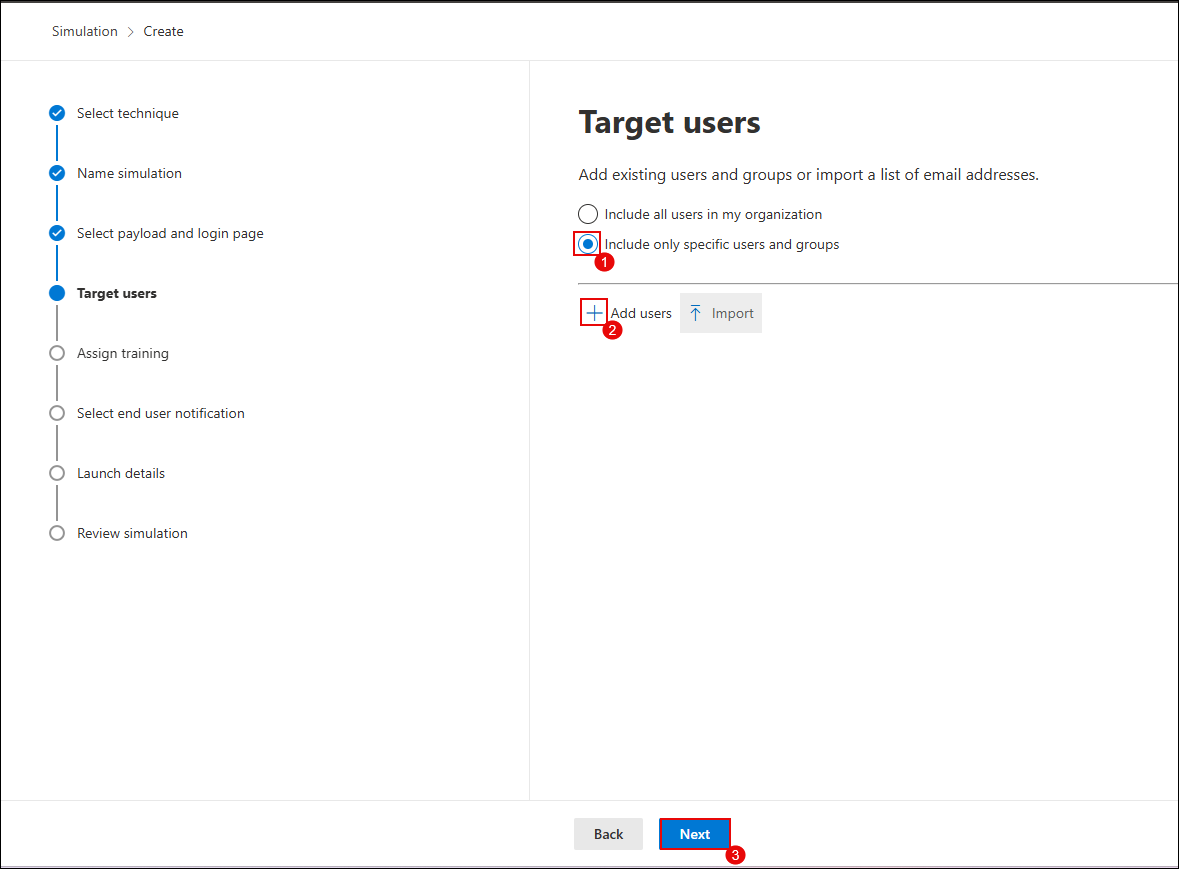 Simulation > Create
Select technique
Name simulation
Select payload and login page
Target users
Assign training
Select end user notification
Launch details
Review simulation
Target users
Add existing users and groups or import a list of email addresses.
Include all users in my organization
Include only specific users and groups
1
Add users Import
2
Back Next
3